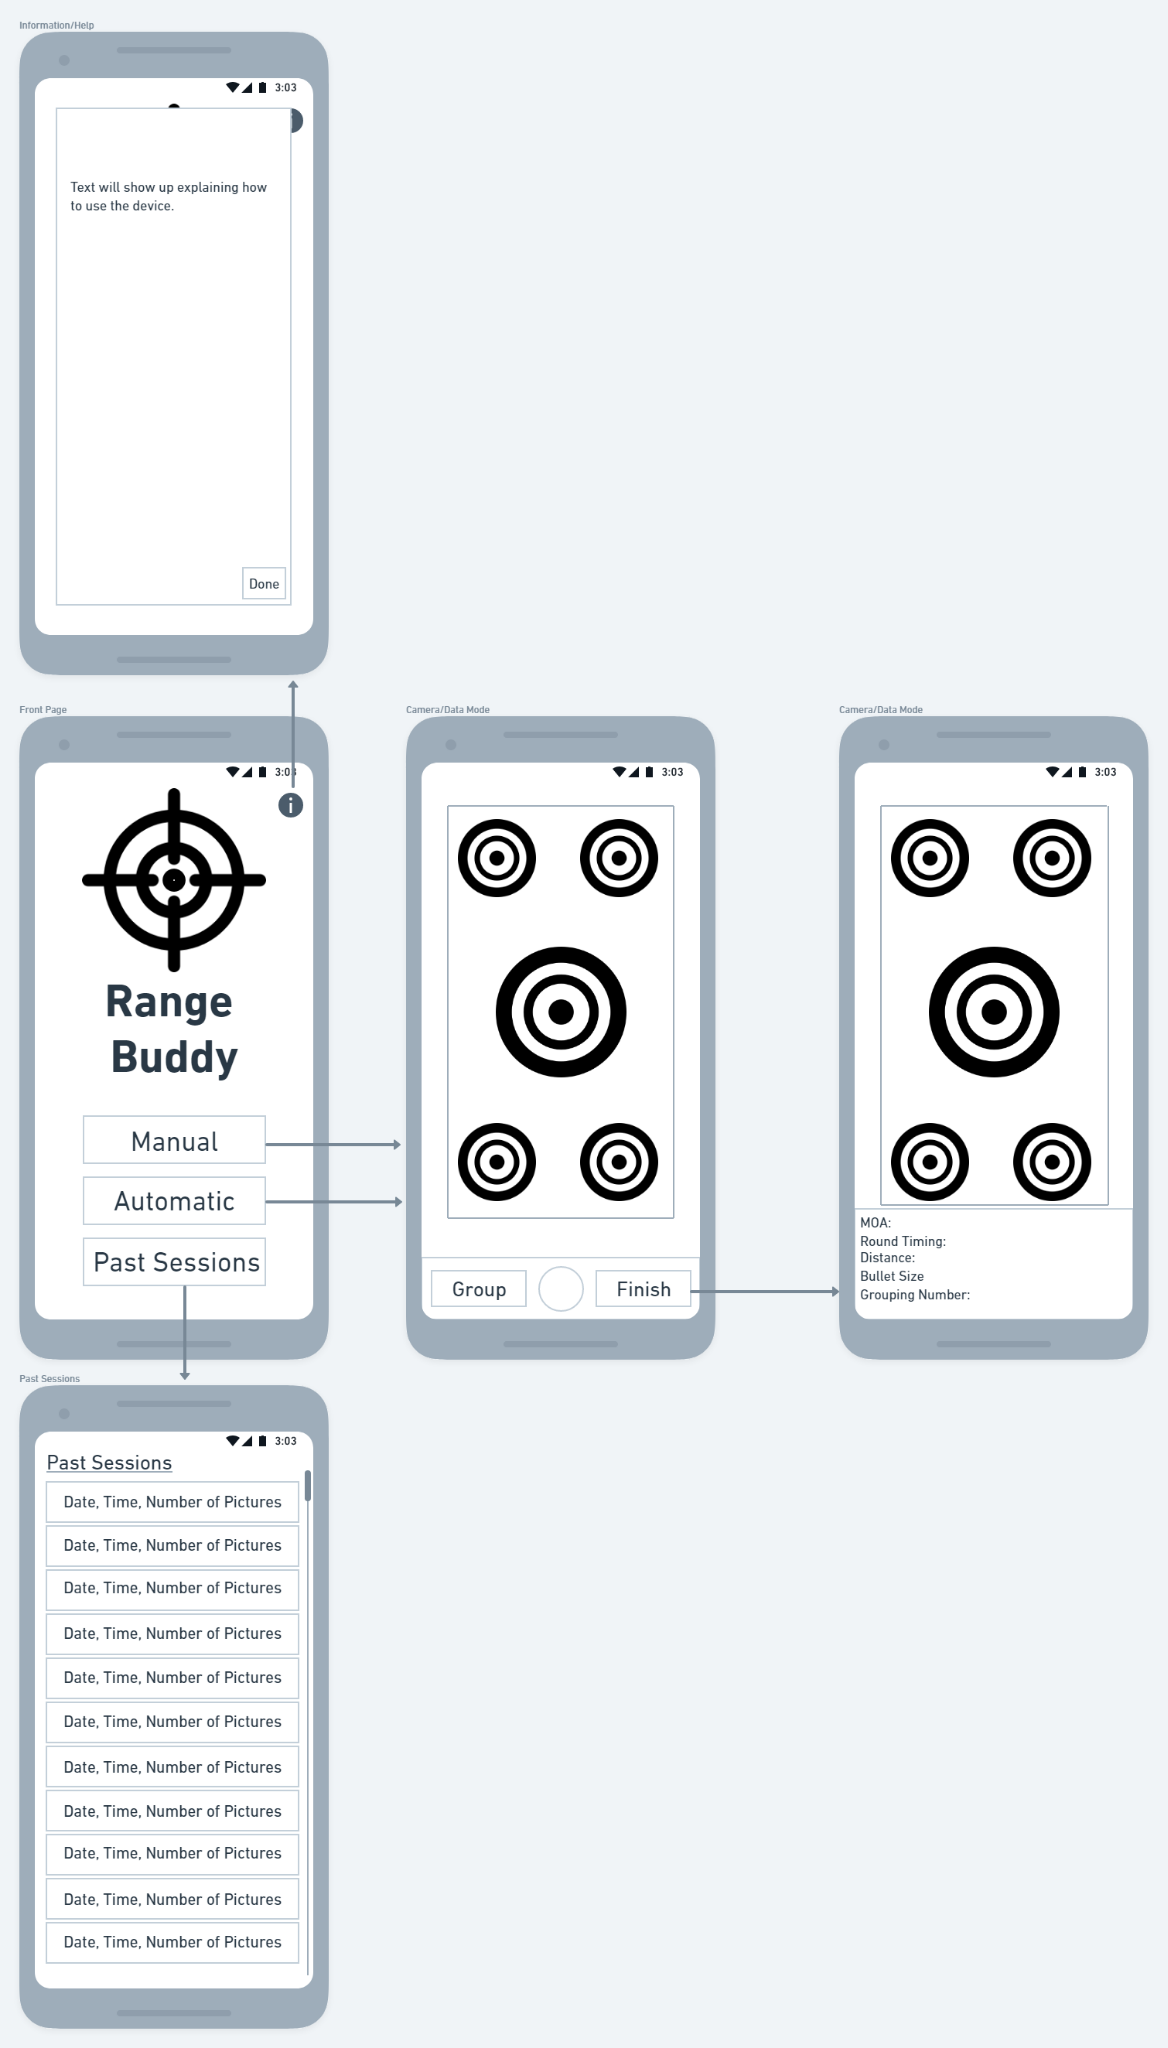 Information/Help
3:03
Text will show up explaining how
to use the device.
Done
Front Page
3:03
i
Range
Buddy
Manual
Automatic
Past Sessions
Camera/Data Mode
3:03
Group
Finish
Camera/Data Mode
3:03
MOA:
Round Timing:
Distance:
Bullet Size
Grouping Number:
Past Sessions
3:03
Past Sessions
Date, Time, Number of Pictures
Date, Time, Number of Pictures
Date, Time, Number of Pictures
Date, Time, Number of Pictures
Date, Time, Number of Pictures
Date, Time, Number of Pictures
Date, Time, Number of Pictures
Date, Time, Number of Pictures
Date, Time, Number of Pictures
Date, Time, Number of Pictures
Date, Time, Number of Pictures